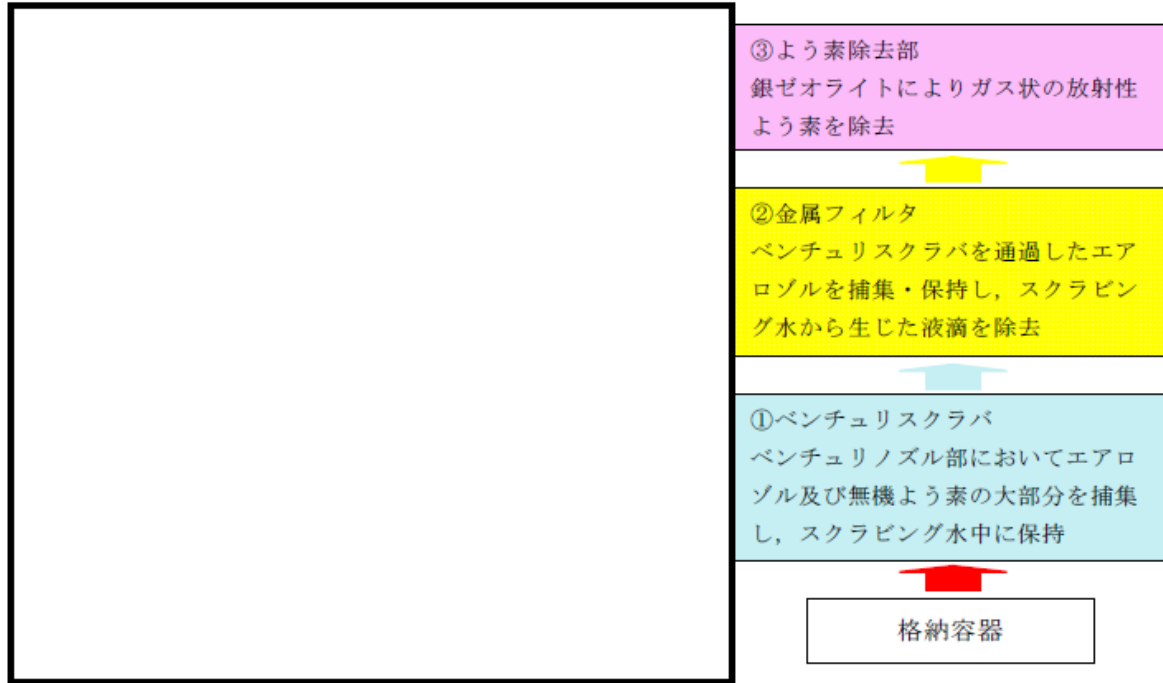 ③よう素除去部
銀ゼオライトによりガス状の放射性
よう素を除去
②金属フィルタ
ベンチュリスクラバを通過したエア
ロゾルを捕集・保持し，スクラビン
グ水から生じた液滴を除去
①ベンチュリスクラバ
ベンチュリノズル部においてエアロ
ゾル及び無機よう素の大部分を捕集
し，スクラビング水中に保持
格納容器